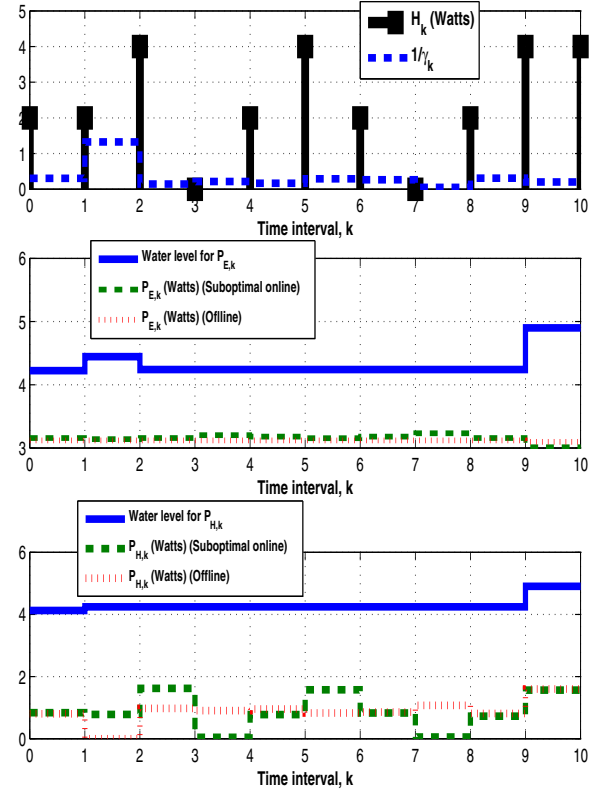 H_k (Watts)
1/γ_k
5
4
3
2
1
0
0 1 2 3 4 5 6 7 8 9 10
Time interval, k
Water level for P_E,k
P_E,k (Watts) (Suboptimal online)
P_E,k (Watts) (Oflline)
6
5
4
3
0 1 2 3 4 5 6 7 8 9 10
Time interval, k
Water level for P_H,k
P_H,k (Watts) (Suboptimal online)
P_H,k (Watts) (Offline)
6
4
2
0
0 1 2 3 4 5 6 7 8 9 10
Time interval, k